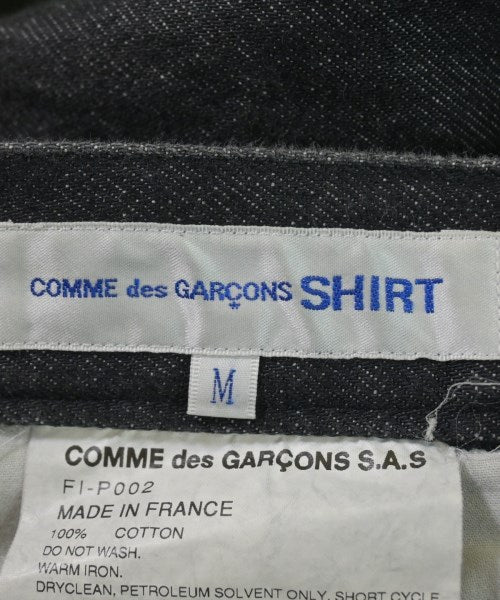 COMME des GARÇONS SHIRT
M
COMME des GARÇONS S.A.S
FI-P002
MADE IN FRANCE
100% COTTON
DO NOT WASH.
WARM IRON.
DRYCLEAN, PETROLEUM SOLVENT ONLY, SHORT CYCLE